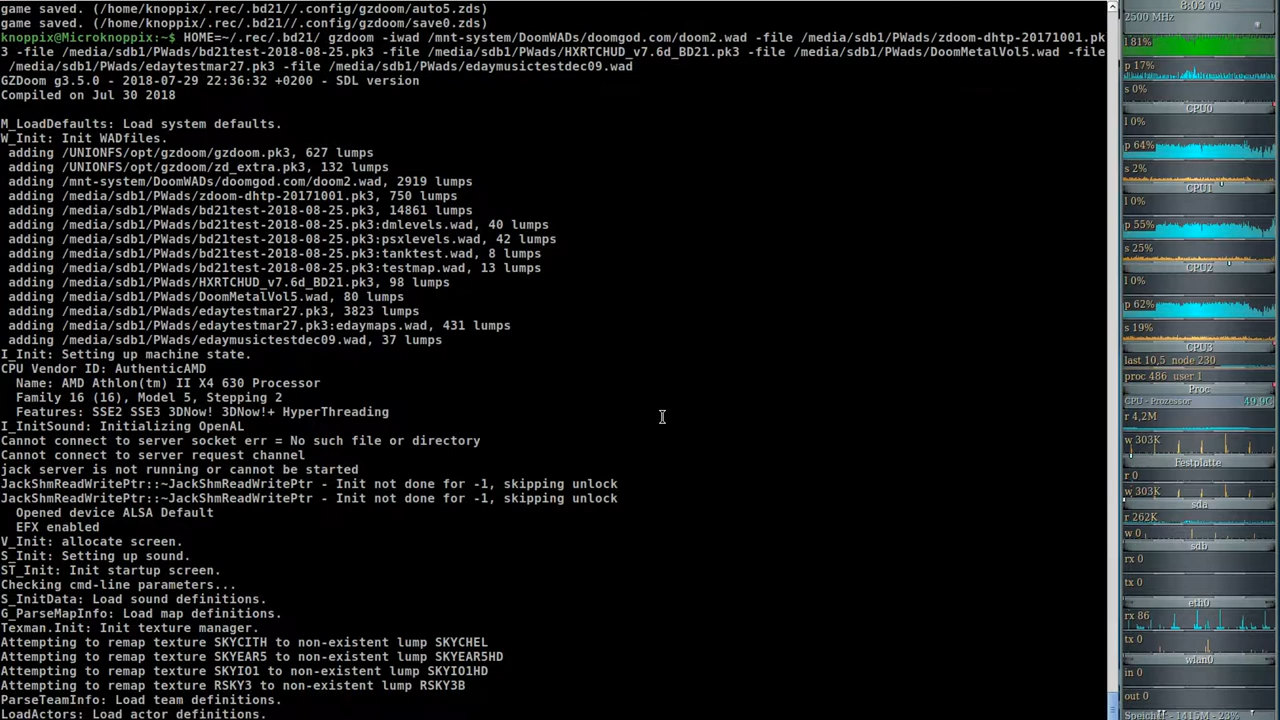 game saved. (/home/knoppix/.rec/.bd21//.config/gzdoom/auto5.zds)
game saved. (/home/knoppix/.rec/.bd21//.config/gzdoom/save0.zds)
knoppix@Microknoppix:~$ HOME=~/.rec/.bd21/ gzdoom -iwad /mnt-system/DoomWADs/doomgod.com/doom2.wad -file /media/sdb1/PWads/zdoom-dhtp-20171001.pk
3 -file /media/sdb1/PWads/bd21test-2018-08-25.pk3 -file /media/sdb1/PWads/HXRTCHUD_v7.6d_BD21.pk3 -file /media/sdb1/PWads/DoomMetalVol5.wad -file
/media/sdb1/PWads/edaytestmar27.pk3 -file /media/sdb1/PWads/edaymusictestdec09.wad
GZDoom g3.5.0 - 2018-07-29 22:36:32 +0200 - SDL version
Compiled on Jul 30 2018
M_LoadDefaults: Load system defaults.
W_Init: Init WADfiles.
adding /UNIONFS/opt/gzdoom/gzdoom.pk3, 627 lumps
adding /UNIONFS/opt/gzdoom/zd_extra.pk3, 132 lumps
adding /mnt-system/DoomWADs/doomgod.com/doom2.wad, 2919 lumps
adding /media/sdb1/PWads/zdoom-dhtp-20171001.pk3, 750 lumps
adding /media/sdb1/PWads/bd21test-2018-08-25.pk3, 14861 lumps
adding /media/sdb1/PWads/bd21test-2018-08-25.pk3:dmlevel5.wad, 40 lumps
adding /media/sdb1/PWads/bd21test-2018-08-25.pk3:psxlevels.wad, 42 lumps
adding /media/sdb1/PWads/bd21test-2018-08-25.pk3:tanktest.wad, 8 lumps
adding /media/sdb1/PWads/bd21test-2018-08-25.pk3:testmap.wad, 13 lumps
adding /media/sdb1/PWads/HXRTCHUD_v7.6d_BD21.pk3, 98 lumps
adding /media/sdb1/PWads/DoomMetalVol5.wad, 80 lumps
adding /media/sdb1/PWads/edaytestmar27.pk3, 3823 lumps
adding /media/sdb1/PWads/edaytestmar27.pk3:edaymaps.wad, 431 lumps
adding /media/sdb1/PWads/edaymusictestdec09.wad, 37 lumps
I_Init: Setting up machine state.
CPU Vendor ID: AuthenticAMD
Name: AMD Athlon(tm) II X4 630 Processor
Family 16 (16), Model 5, Stepping 2
Features: SSE2 SSE3 3DNow! 3DNow!+ HyperThreading
I_InitSound: Initializing OpenAL
Cannot connect to server socket err = No such file or directory
Cannot connect to server request channel
jack server is not running or cannot be started
JackShmReadWritePtr::~JackShmReadWritePtr - Init not done for -1, skipping unlock
JackShmReadWritePtr::~JackShmReadWritePtr - Init not done for -1, skipping unlock
Opened device ALSA Default
EFX enabled
V_Init: allocate screen.
S_Init: Setting up sound.
ST_Init: Init startup screen.
Checking cmd-line parameters...
S_InitData: Load sound definitions.
G_ParseMapInfo: Load map definitions.
Texman.Init: Init texture manager.
Attempting to remap texture SKYCITH to non-existent lump SKYCHEL
Attempting to remap texture SKYEAR5 to non-existent lump SKYEAR5HD
Attempting to remap texture SKYIO1 to non-existent lump SKYIO1HD
Attempting to remap texture RSKY3 to non-existent lump RSKY3B
ParseTeamInfo: Load team definitions.
LoadActors: Load actor definitions.
8:03 09
2500 MHz
l 81%
p 17%
s 0%
CPU0
l 0%
p 64%
s 2%
CPU1
l 0%
p 55%
s 25%
CPU2
l 0%
p 62%
s 19%
CPU3
last 10,5 node 230
proc 486 user 1
Proc
CPU - Prozessor 49,9C
r 4,2M
w 303K
Festplatte
r 0
w 303K
sda
r 262K
w 0
sdb
rx 0
tx 0
eth0
rx 86
tx 0
wlan0
in 0
out 0
Speicher - 1415M - 23%